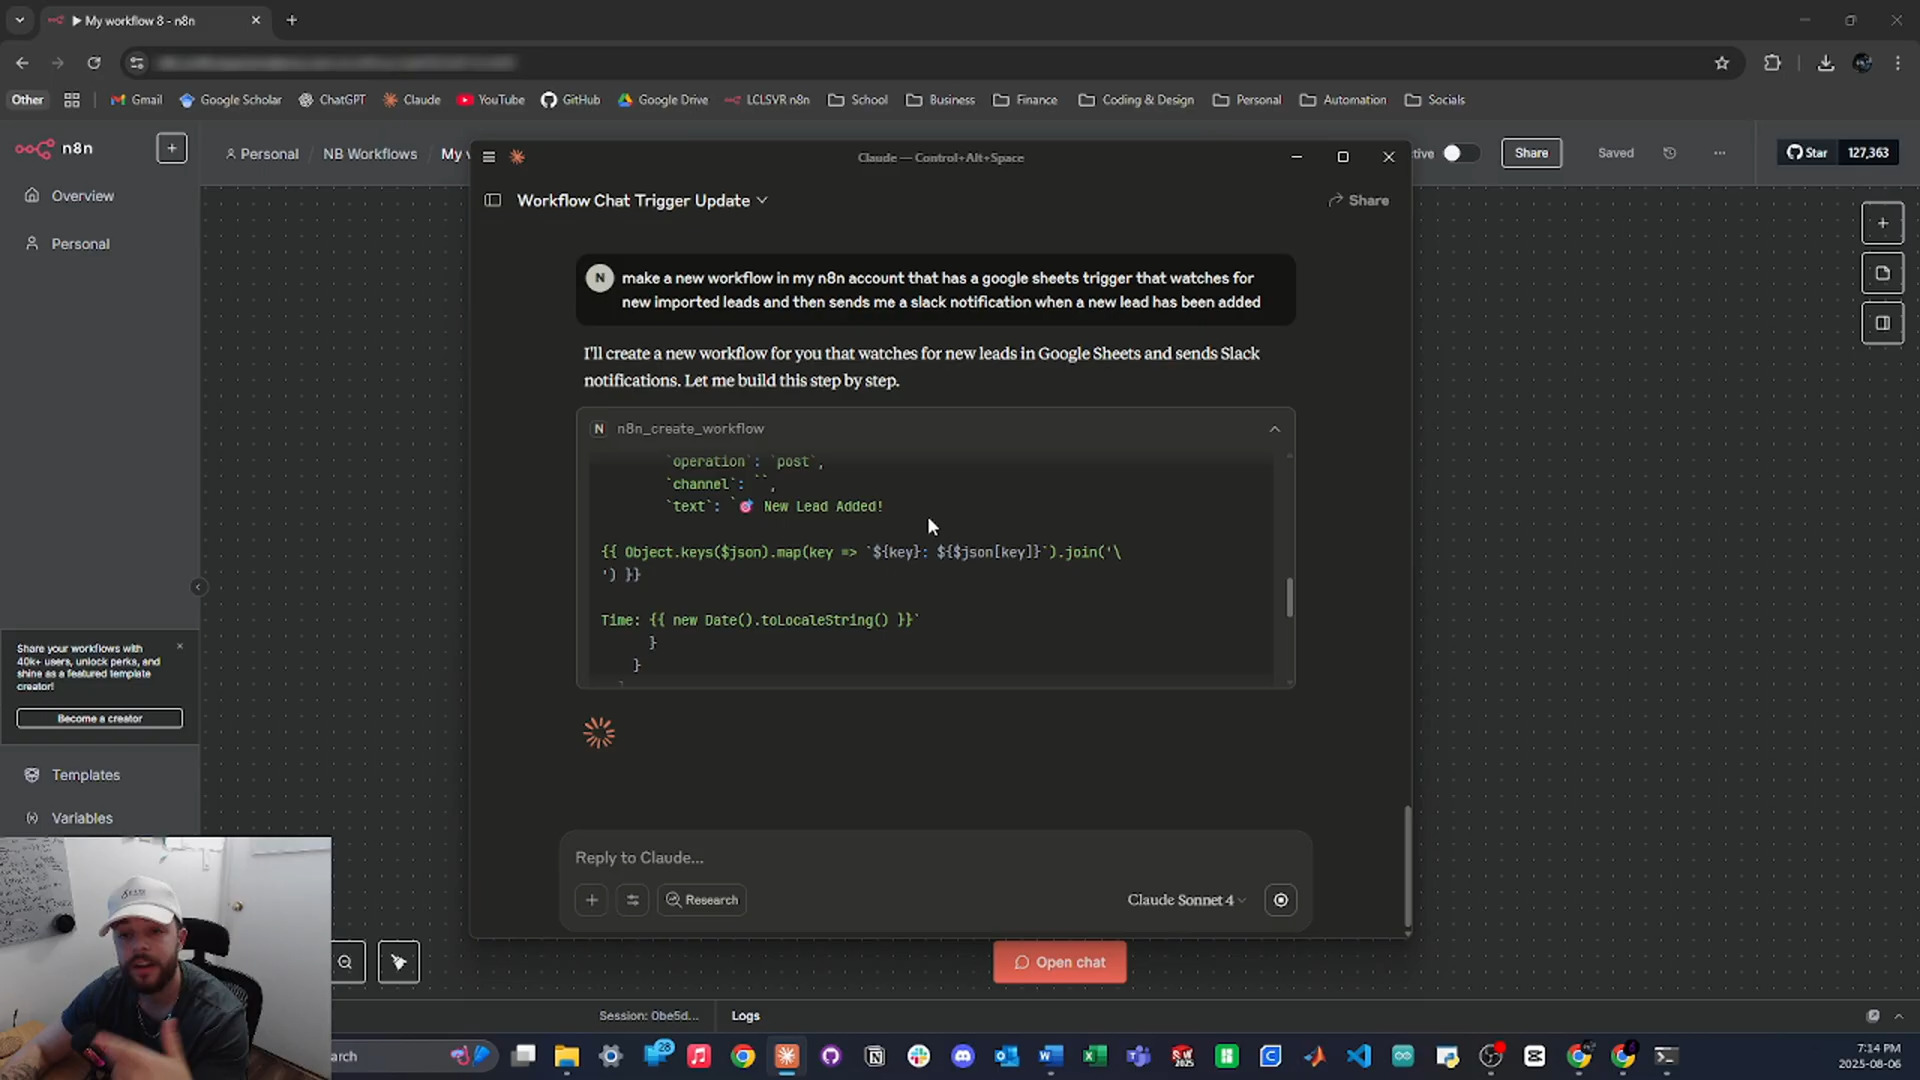 My workflow 8 - n8n
Other
Gmail
Google Scholar
ChatGPT
Claude
YouTube
GitHub
Google Drive
LCLSVR n8n
School
Business
Finance
Coding & Design
Personal
Automation
Socials
n8n
Personal
NB Workflows
My
Claude — Control+Alt+Space
Share
Saved
Star
127,363
Overview
Personal
Workflow Chat Trigger Update
Share
N
make a new workflow in my n8n account that has a google sheets trigger that watches for
new imported leads and then sends me a slack notification when a new lead has been added
I'll create a new workflow for you that watches for new leads in Google Sheets and sends Slack
notifications. Let me build this step by step.
N n8n_create_workflow
`operation`: `post`,
`channel`: ``,
`text`: `🎯 New Lead Added!
{{ Object.keys($json).map(key => `${key}: ${$json[key]}`).join('\
') }}
Time: {{ new Date().toLocaleString() }}`
}
}
Share your workflows with
40k+ users, unlock perks, and
shine as a featured template
creator!
Become a creator
Templates
Variables
Reply to Claude...
Research
Claude Sonnet 4
Open chat
Session: 0be5d...
Logs
arch
28
7:14 PM
2025-08-06